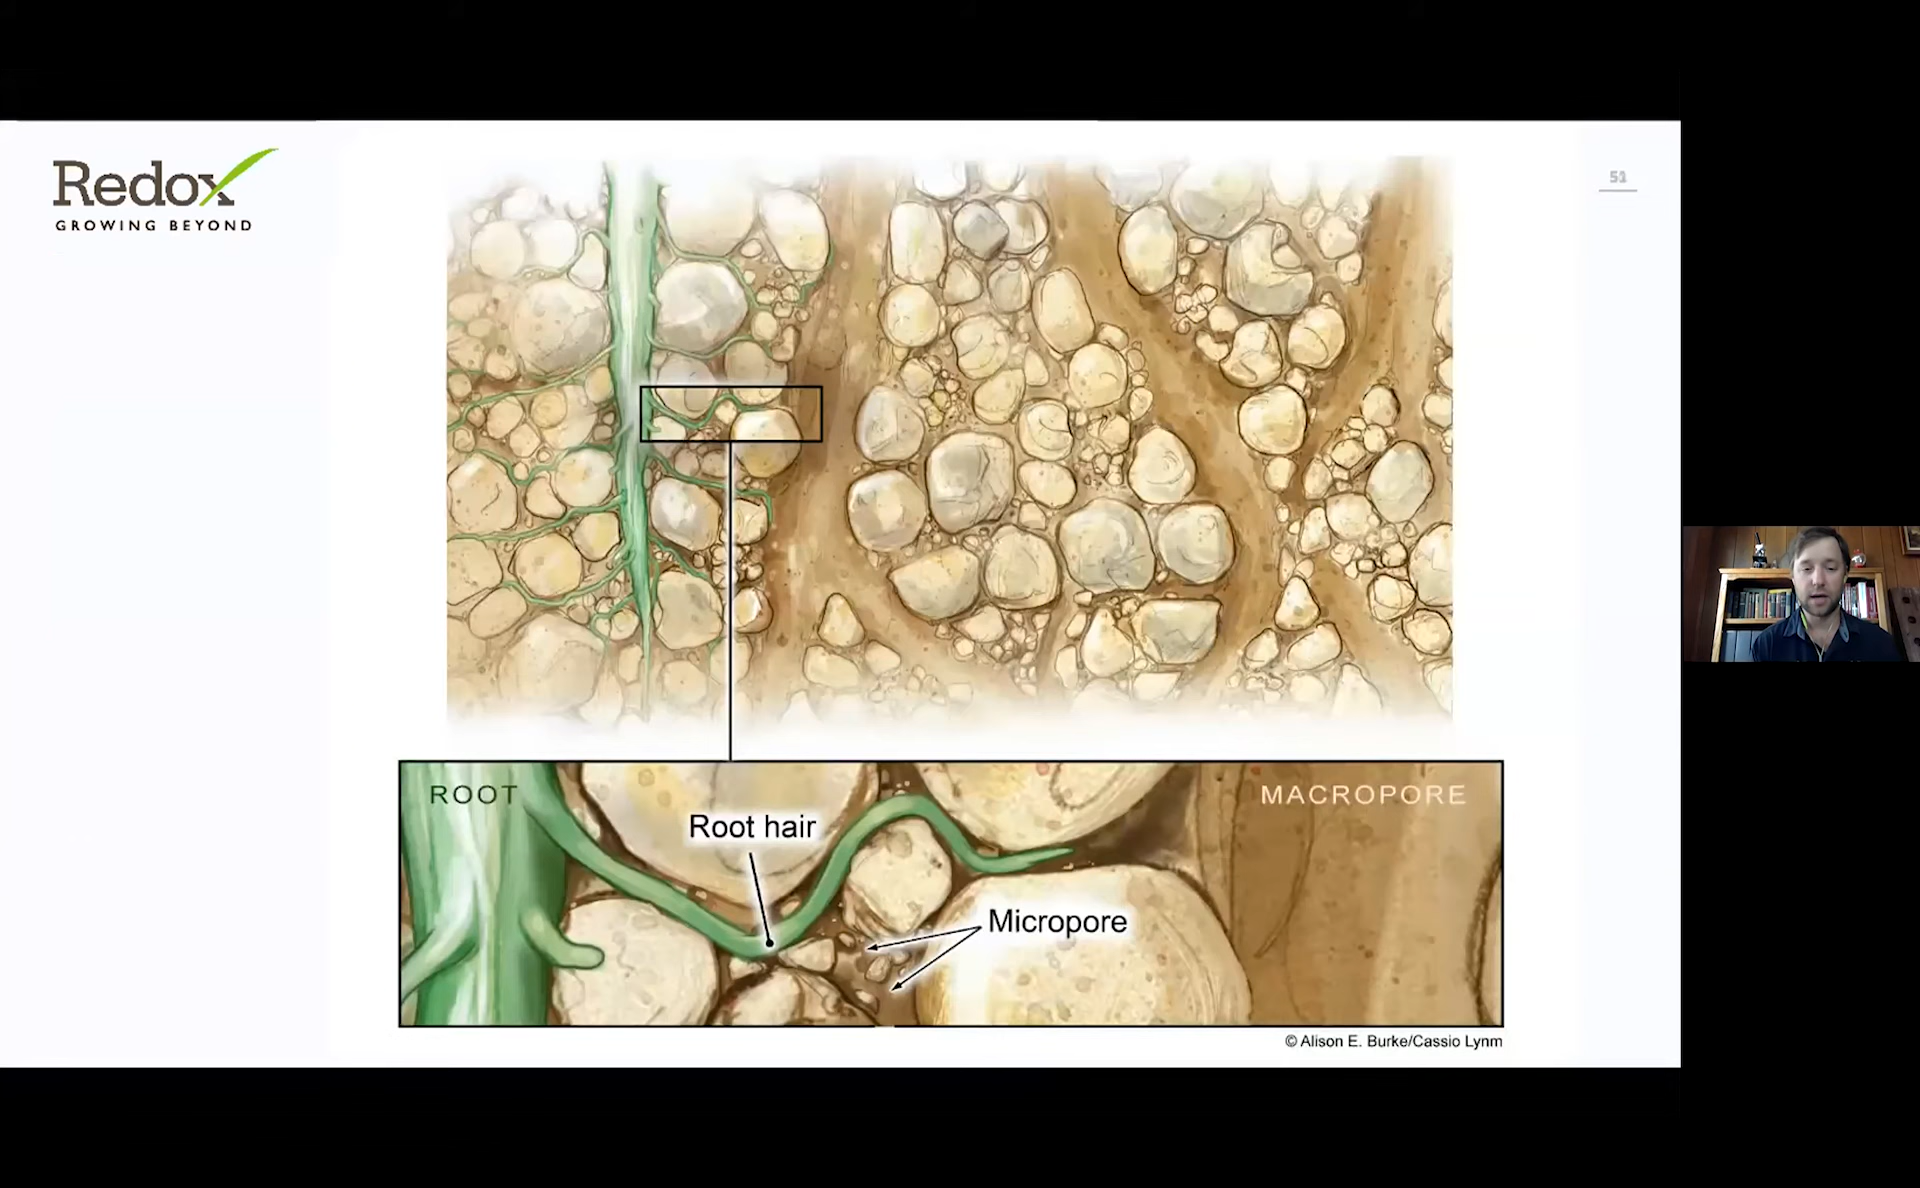 Redox
GROWING BEYOND
51
ROOT
MACROPORE
Root hair
Micropore
© Alison E. Burke/Cassio Lynm